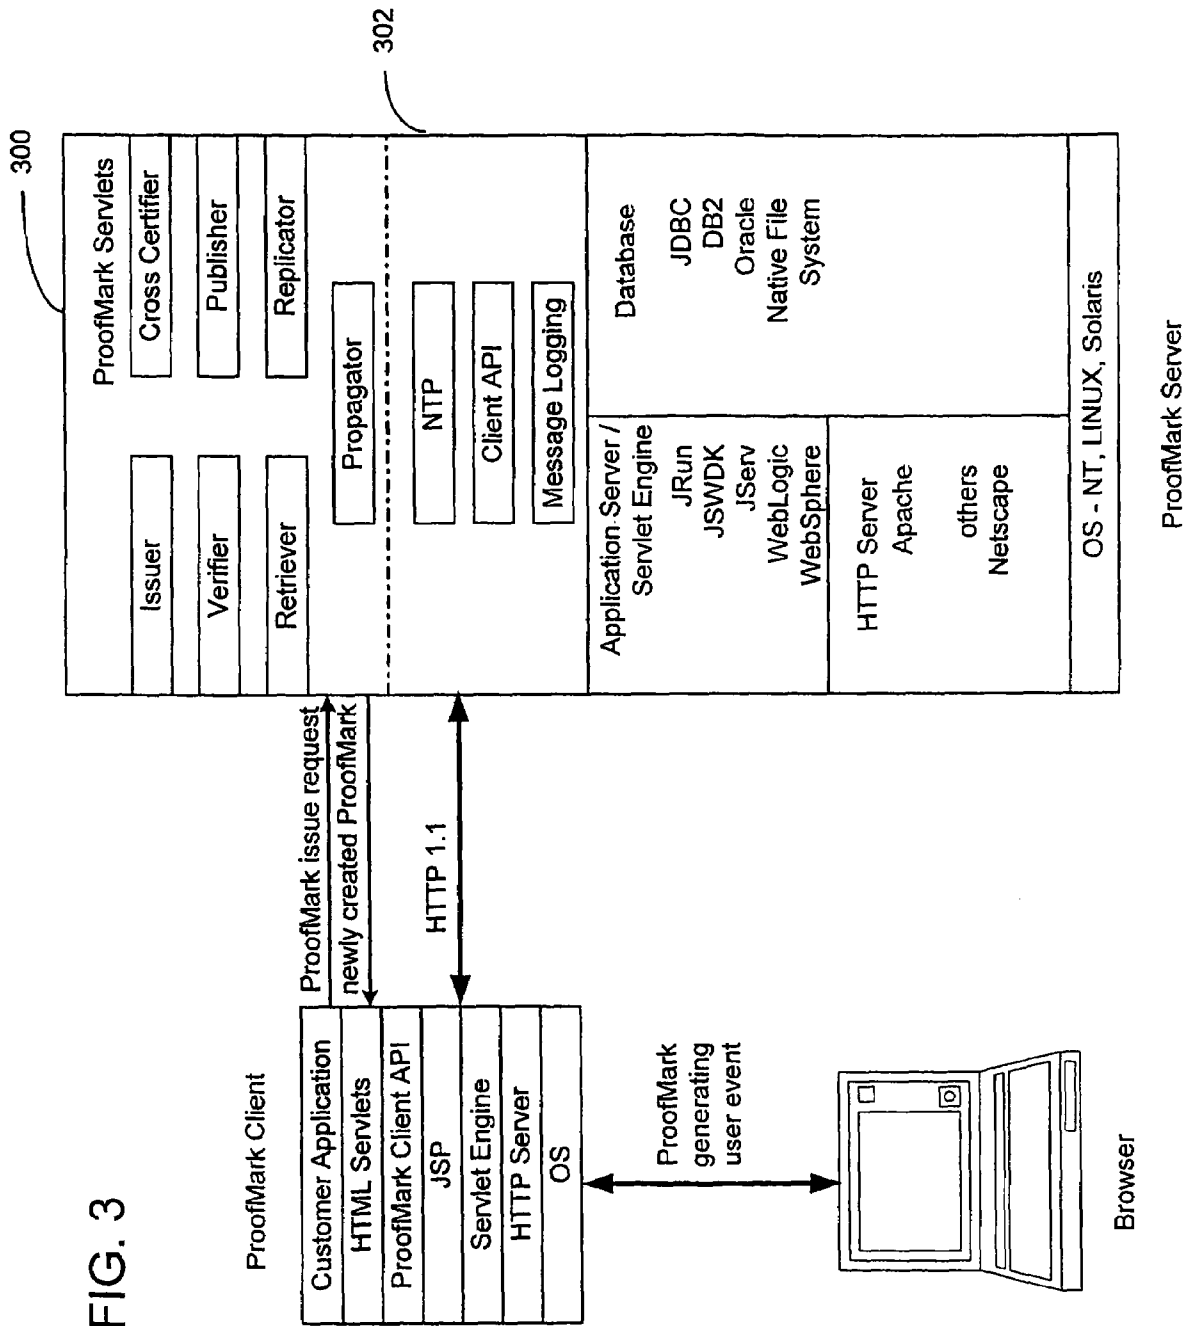 FIG. 3
ProofMark Client
Customer Application
HTML Servlets
ProofMark Client API
JSP
Servlet Engine
HTTP Server
OS
ProofMark issue request
newly created ProofMark
HTTP 1.1
ProofMark
generating
user event
Browser
300
302
ProofMark Servlets
Issuer
Cross Certifier
Verifier
Publisher
Retriever
Replicator
Propagator
NTP
Client API
Message Logging
Application Server /
Servlet Engine
JRun
JSWDK
JServ
WebLogic
WebSphere
Database
JDBC
DB2
Oracle
Native File
System
HTTP Server
Apache
others
Netscape
OS - NT, LINUX, Solaris
ProofMark Server